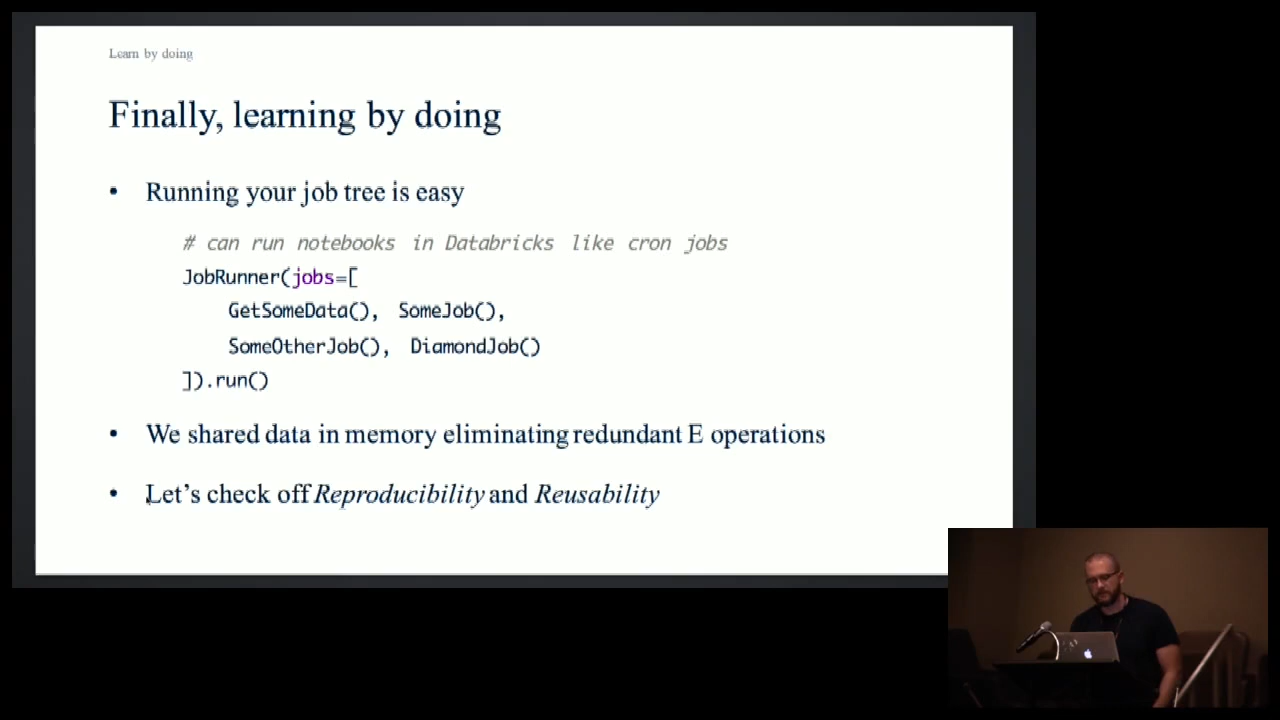 Learn by doing
Finally, learning by doing
• Running your job tree is easy
# can run notebooks in Databricks like cron jobs
JobRunner(jobs=[
GetSomeData(), SomeJob(),
SomeOtherJob(), DiamondJob()
]).run()
• We shared data in memory eliminating redundant E operations
• Let's check off Reproducibility and Reusability